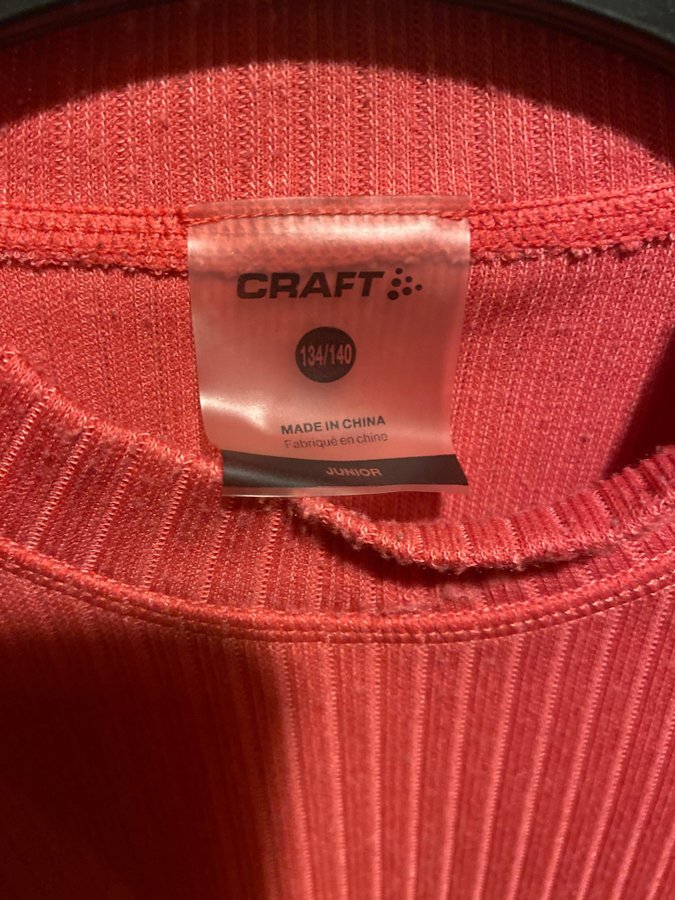 CRAFT
134/140
MADE IN CHINA
Fabriqué en chine
JUNIOR